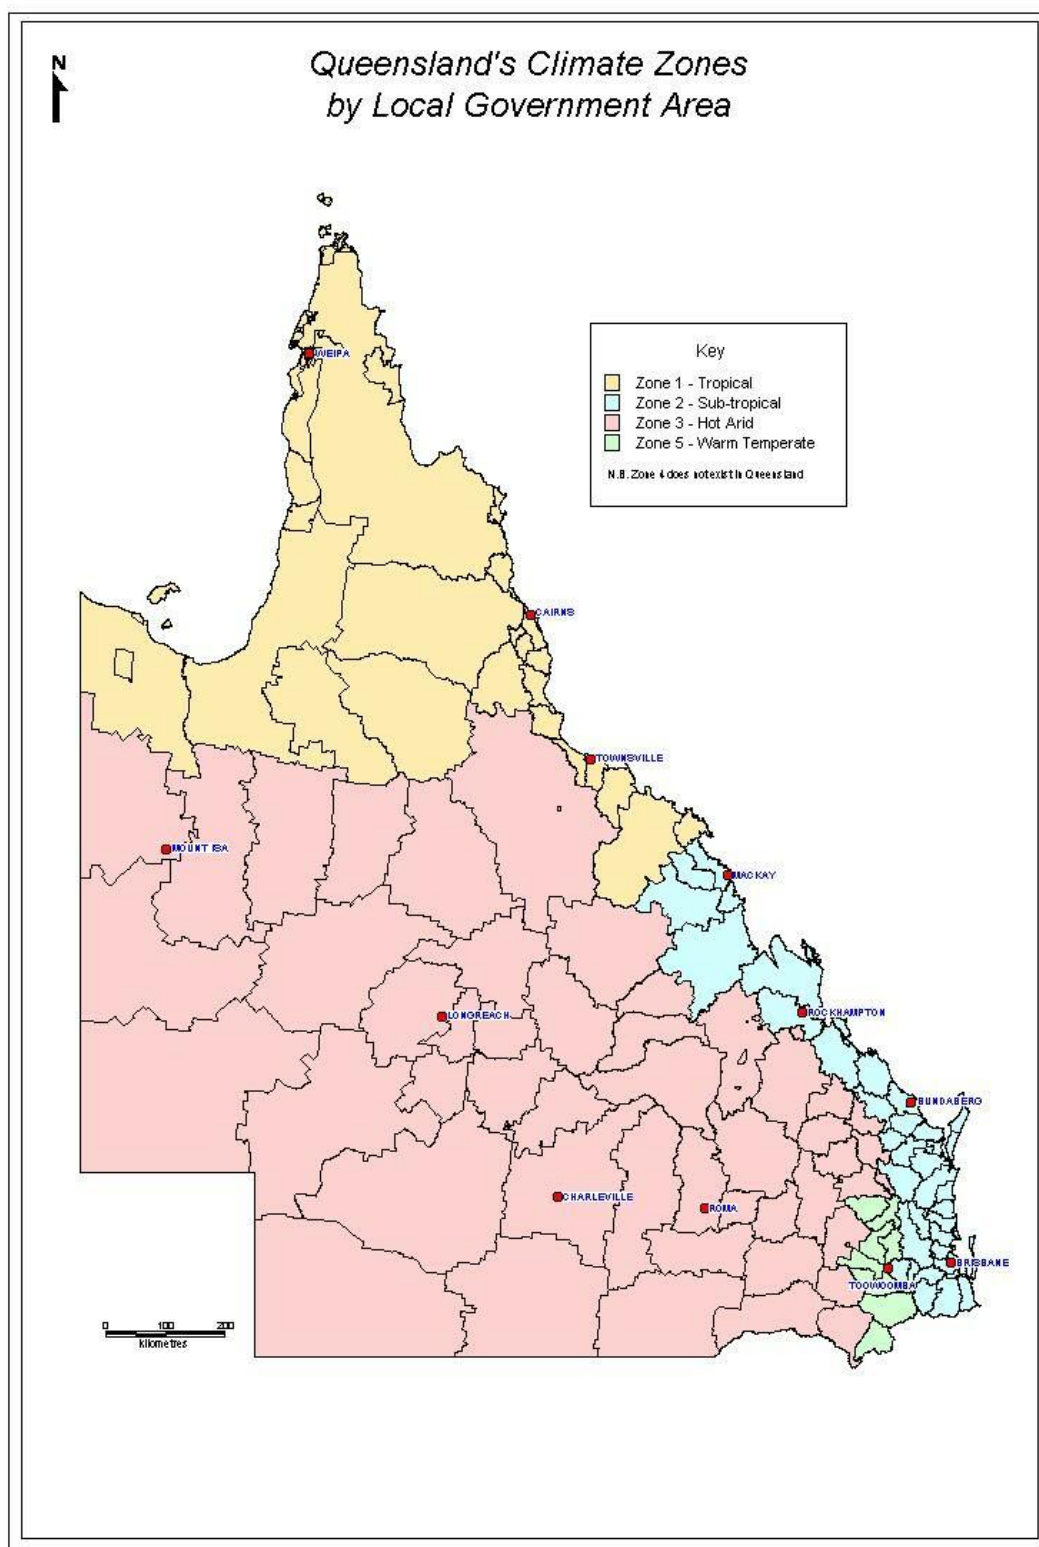 N
Queensland's Climate Zones
by Local Government Area
Key
Zone 1 - Tropical
Zone 2 - Sub-tropical
Zone 3 - Hot Arid
Zone 5 - Warm Temperate
N.B. Zone 4 does not exist in Queensland
WEIPA
CAIRNS
TOWNSVILLE
MOUNT ISA
MACKAY
LONGREACH
ROCKHAMPTON
BUNDABERG
CHARLEVILLE
ROMA
BRISBANE
TOOWOOMBA
0 100 200
kilometres